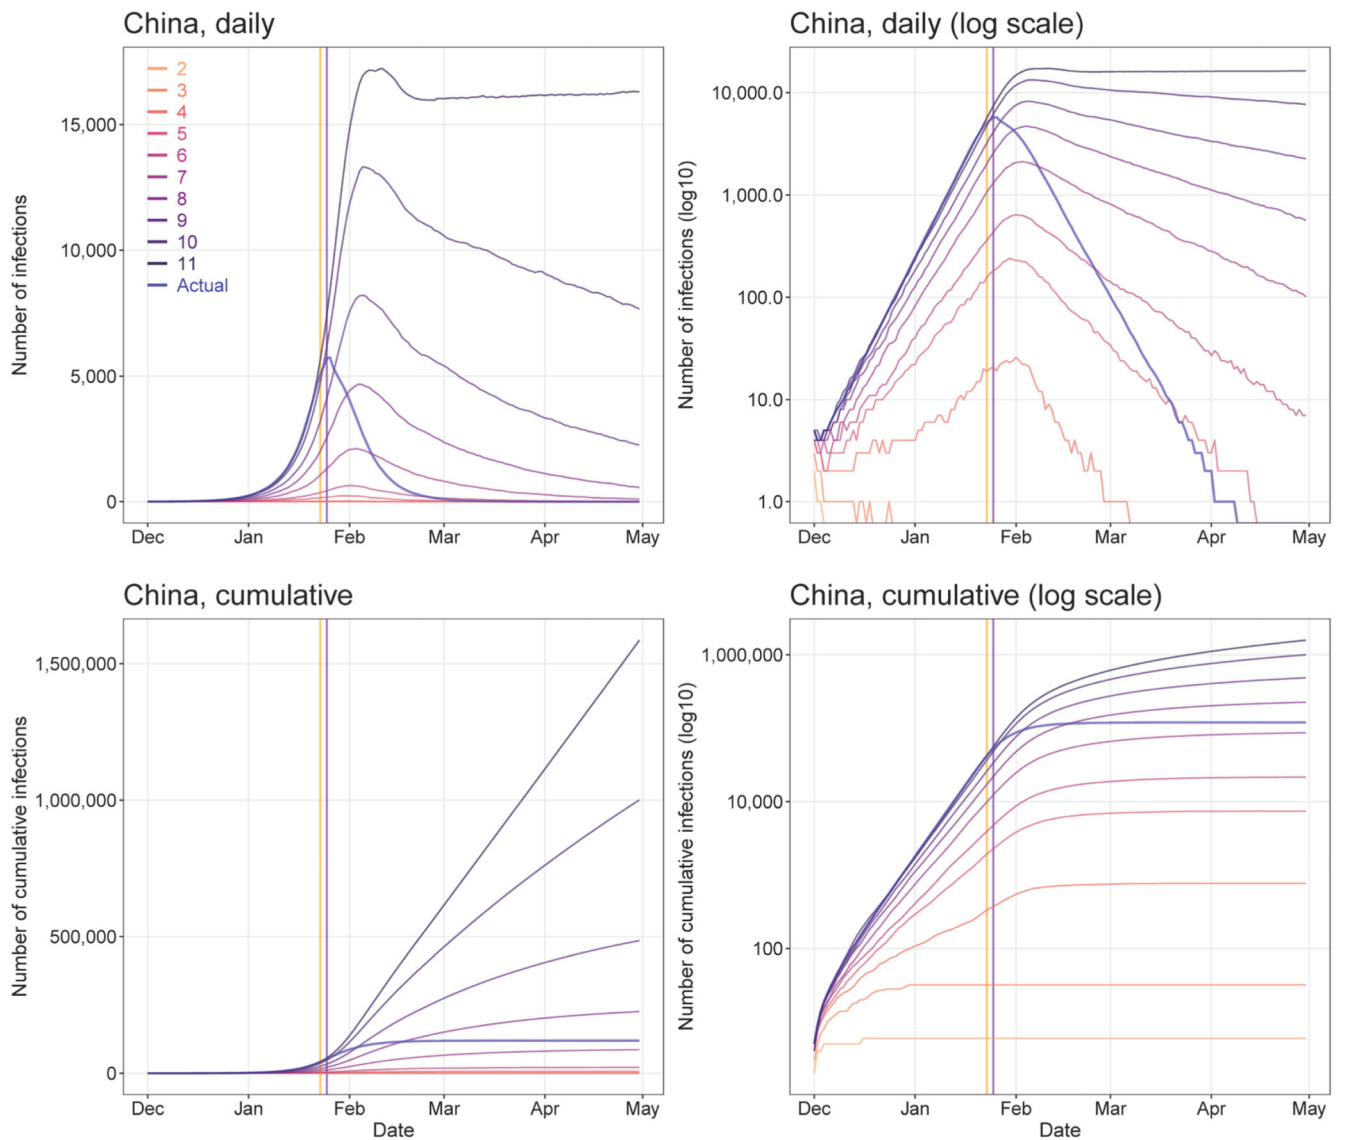 China, daily
Number of infections
15,000
10,000
5,000
0
2
3
4
5
6
7
8
9
10
11
Actual
Dec Jan Feb Mar Apr May
China, daily (log scale)
Number of infections (log10)
10,000.0
1,000.0
100.0
10.0
1.0
Dec Jan Feb Mar Apr May
China, cumulative
Number of cumulative infections
1,500,000
1,000,000
500,000
0
Dec Jan Feb Mar Apr May
Date
China, cumulative (log scale)
Number of cumulative infections (log10)
1,000,000
10,000
100
Dec Jan Feb Mar Apr May
Date